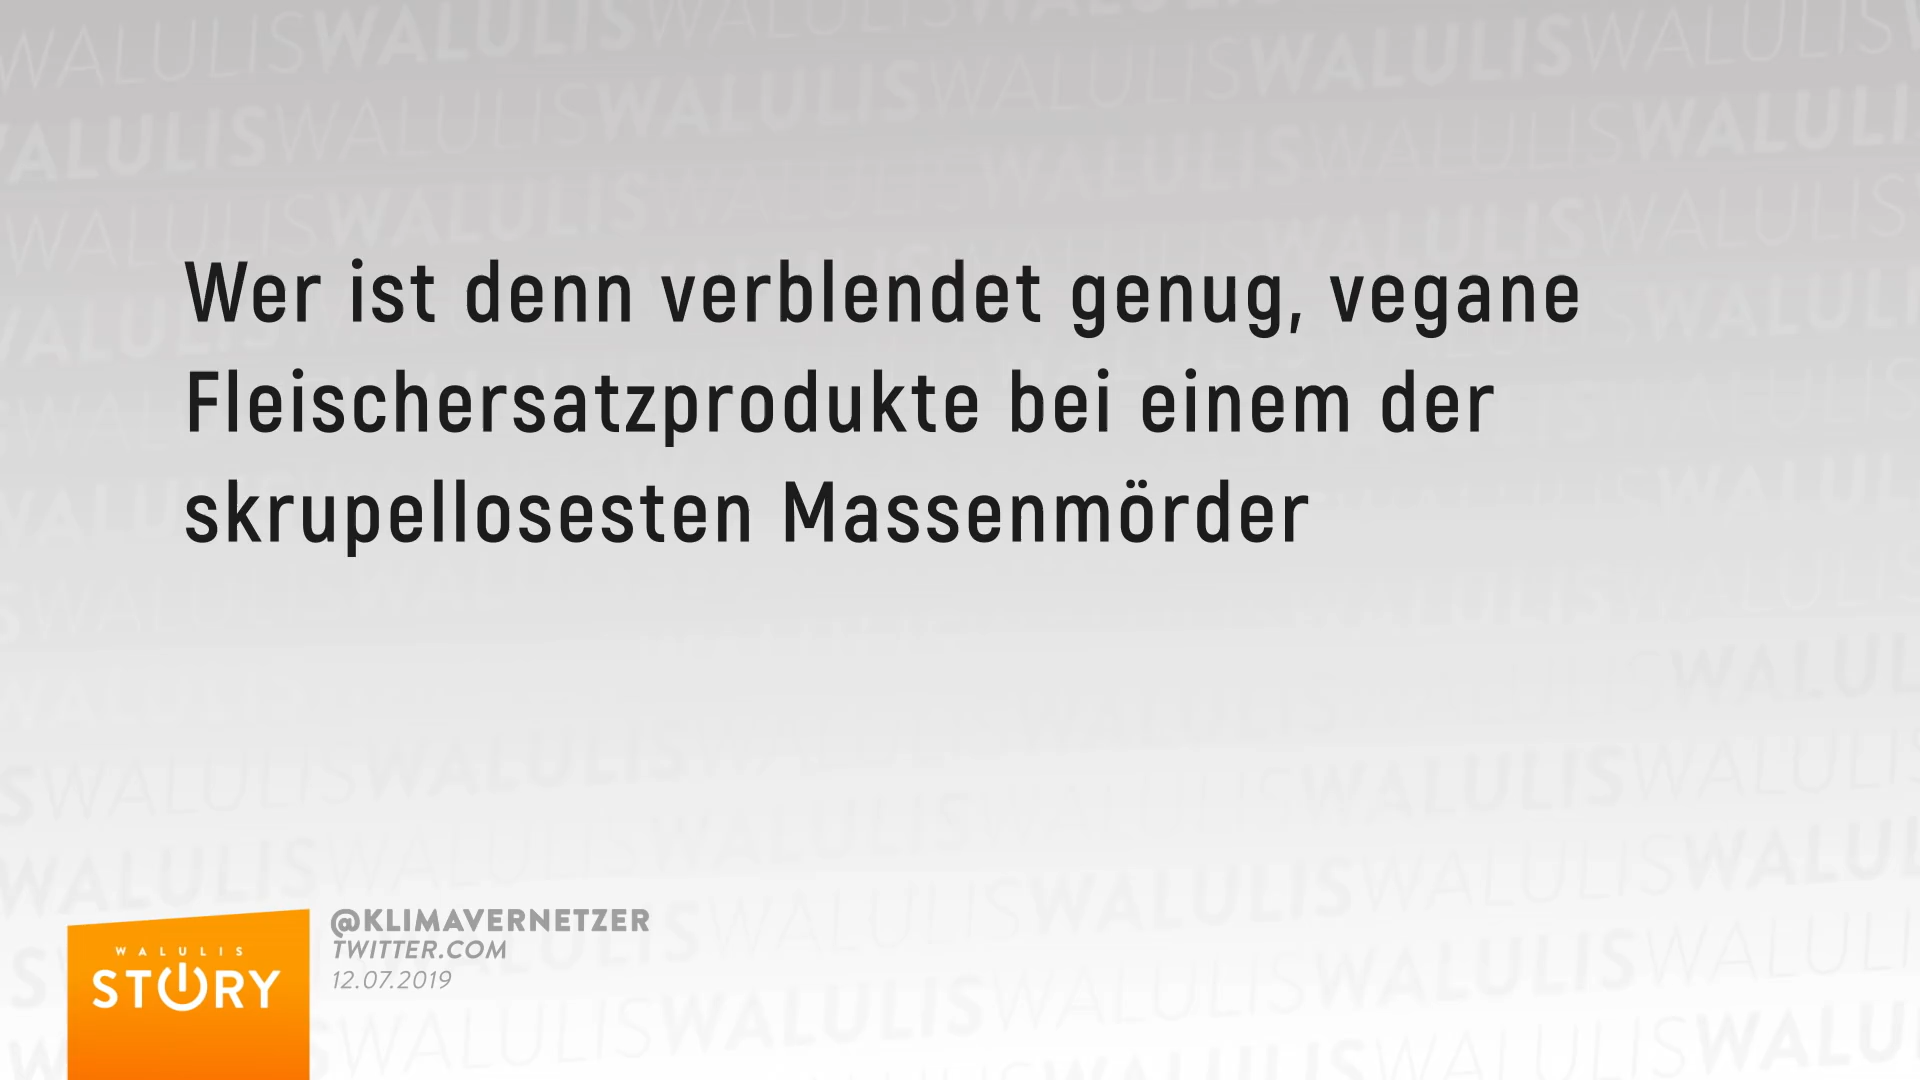 Wer ist denn verblendet genug, vegane
Fleischersatzprodukte bei einem der
skrupellosesten Massenmörder
WALULIS
STORY
@KLIMAVERNETZER
TWITTER.COM
12.07.2019